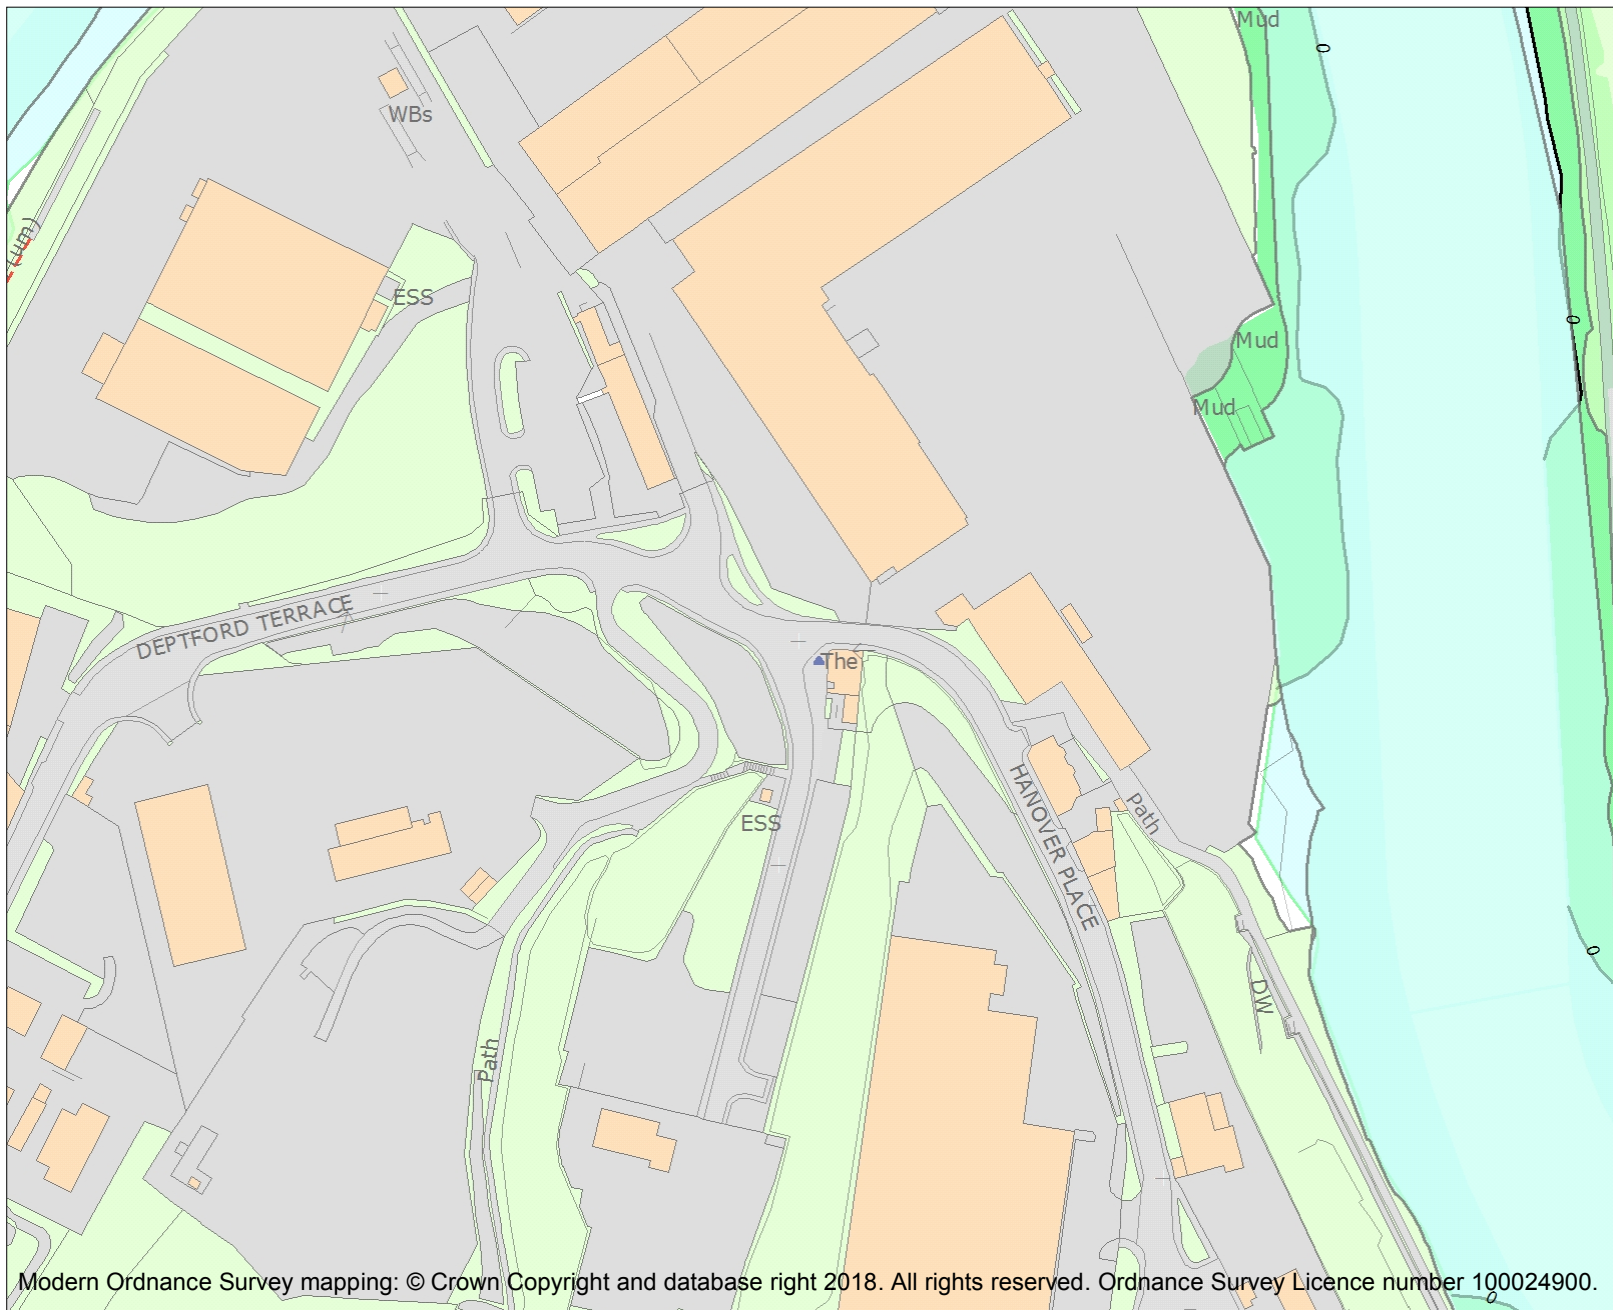 Mud
0
WBs
(um)
ESS
0
Mud
Mud
DEPTFORD TERRACE
The
HANOVER PLACE
Path
ESS
0
DW
Path
Modern Ordnance Survey mapping: © Crown Copyright and database right 2018. All rights reserved. Ordnance Survey Licence number 100024900.
0